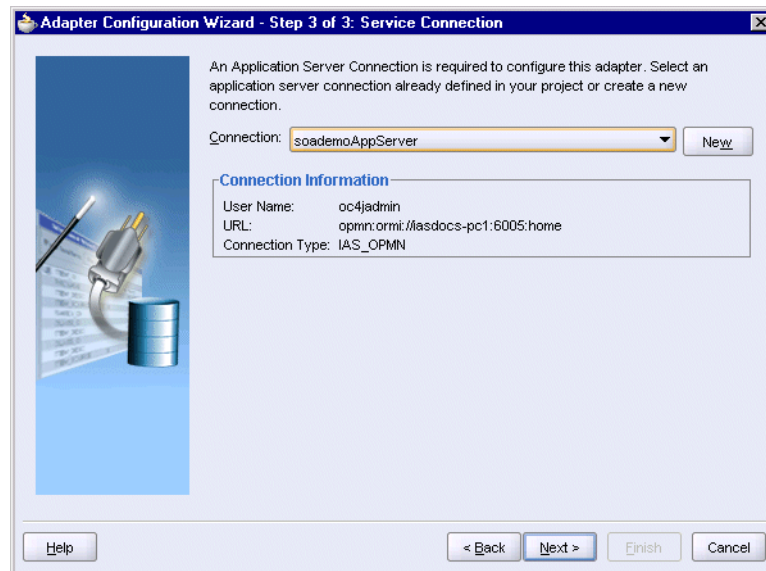 Adapter Configuration Wizard - Step 3 of 3: Service Connection
An Application Server Connection is required to configure this adapter. Select an
application server connection already defined in your project or create a new
connection.
Connection: soademoAppServer New
Connection Information
User Name: oc4jadmin
URL: opmn:ormi://iasdocs-pc1:6005:home
Connection Type: IAS_OPMN
Help < Back Next > Finish Cancel